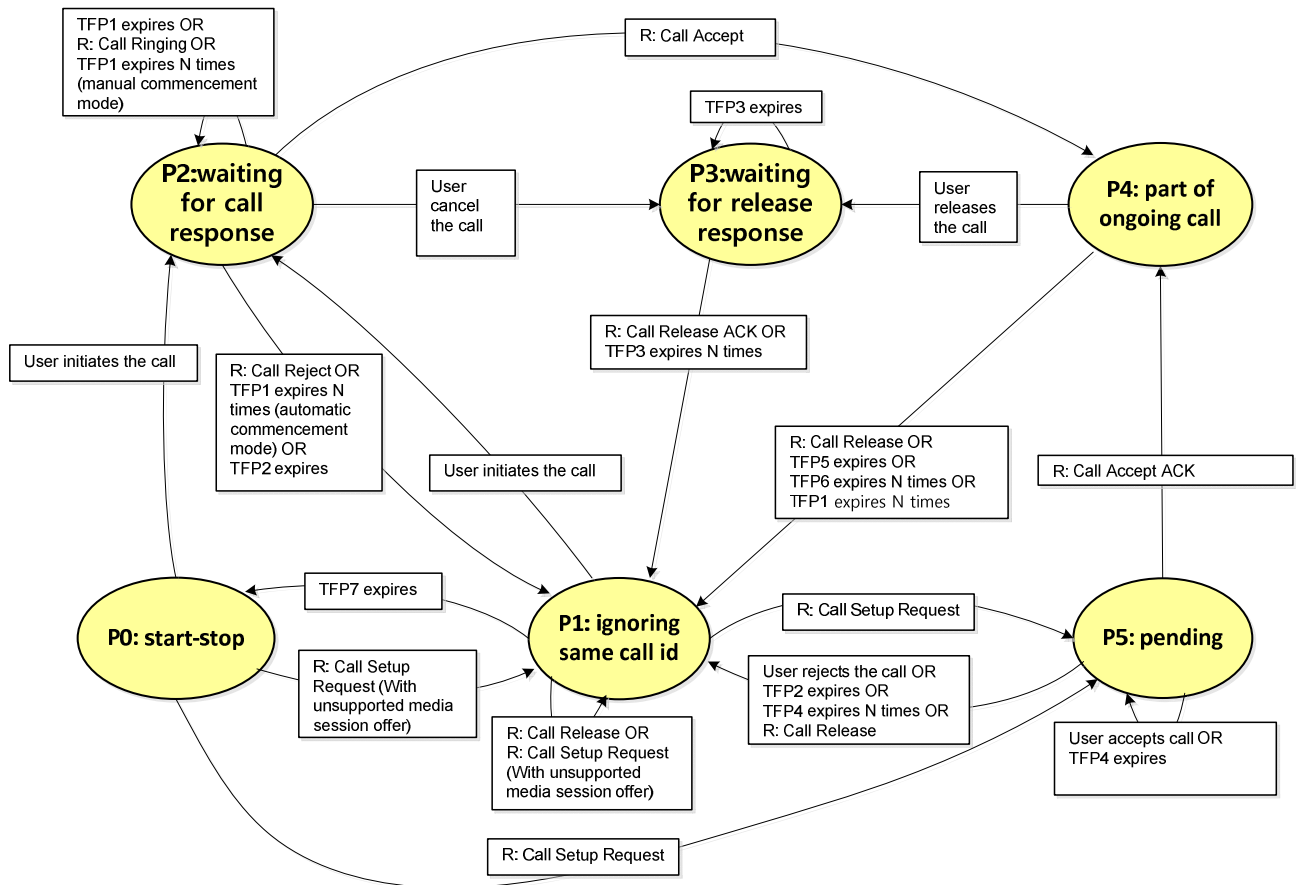 TFP1 expires OR
R: Call Ringing OR
TFP1 expires N times
(manual commencement
mode)
R: Call Accept
TFP3 expires
P2:waiting
for call
response
User
cancel
the call
P3:waiting
for release
response
User
releases
the call
P4: part of
ongoing call
R: Call Release ACK OR
TFP3 expires N times
User initiates the call
R: Call Reject OR
TFP1 expires N
times (automatic
commencement
mode) OR
TFP2 expires
User initiates the call
R: Call Release OR
TFP5 expires OR
TFP6 expires N times OR
TFP1 expires N times
R: Call Accept ACK
TFP7 expires
R: Call Setup Request
P0: start-stop
P1: ignoring
same call id
P5: pending
R: Call Setup
Request (With
unsupported media
session offer)
User rejects the call OR
TFP2 expires OR
TFP4 expires N times OR
R: Call Release
R: Call Release OR
R: Call Setup Request
(With unsupported
media session offer)
User accepts call OR
TFP4 expires
R: Call Setup Request